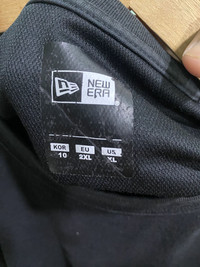 NEW
ERA
KOR EU US
10 2XL XL